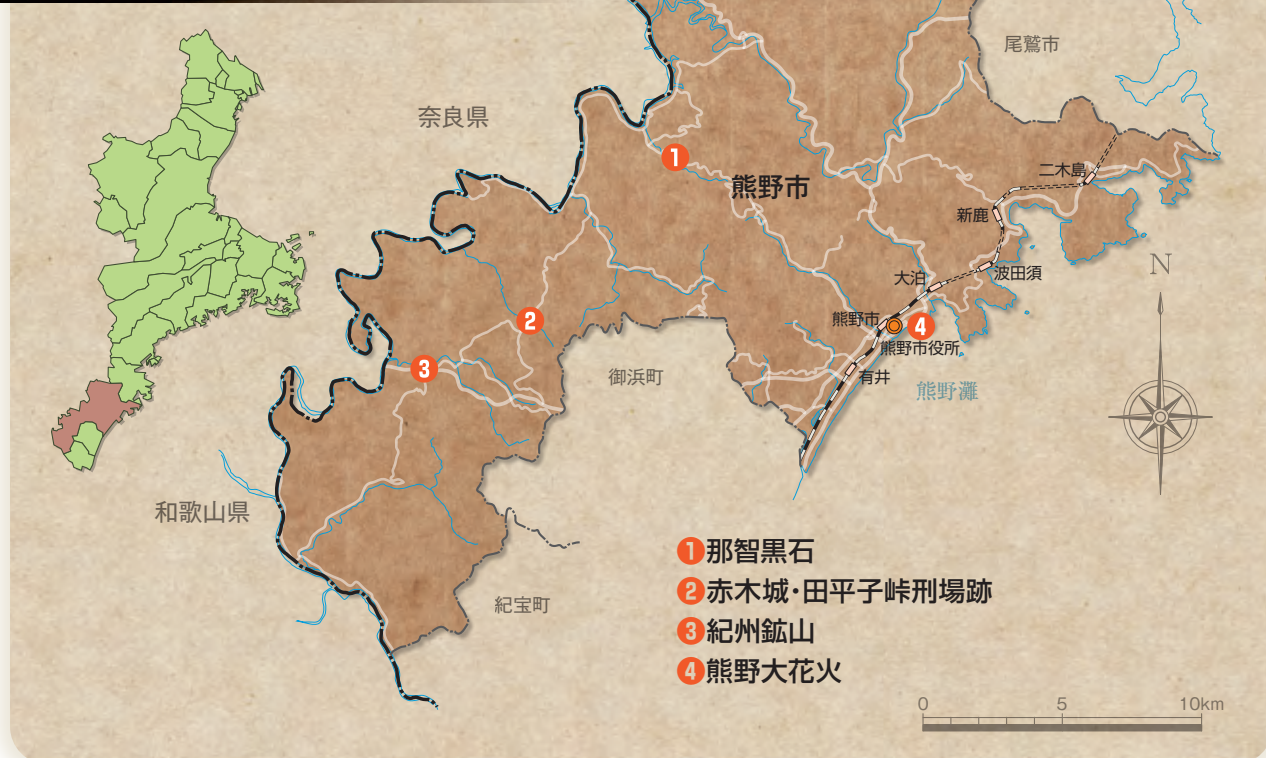 尾鷲市
奈良県
1
熊野市
二木島
新鹿
N
大泊
波田須
2
熊野市
4
熊野市役所
3
御浜町
有井
熊野灘
和歌山県
紀宝町
1那智黒石
2赤木城・田平子峠刑場跡
3紀州鉱山
4熊野大花火
0 5 10km